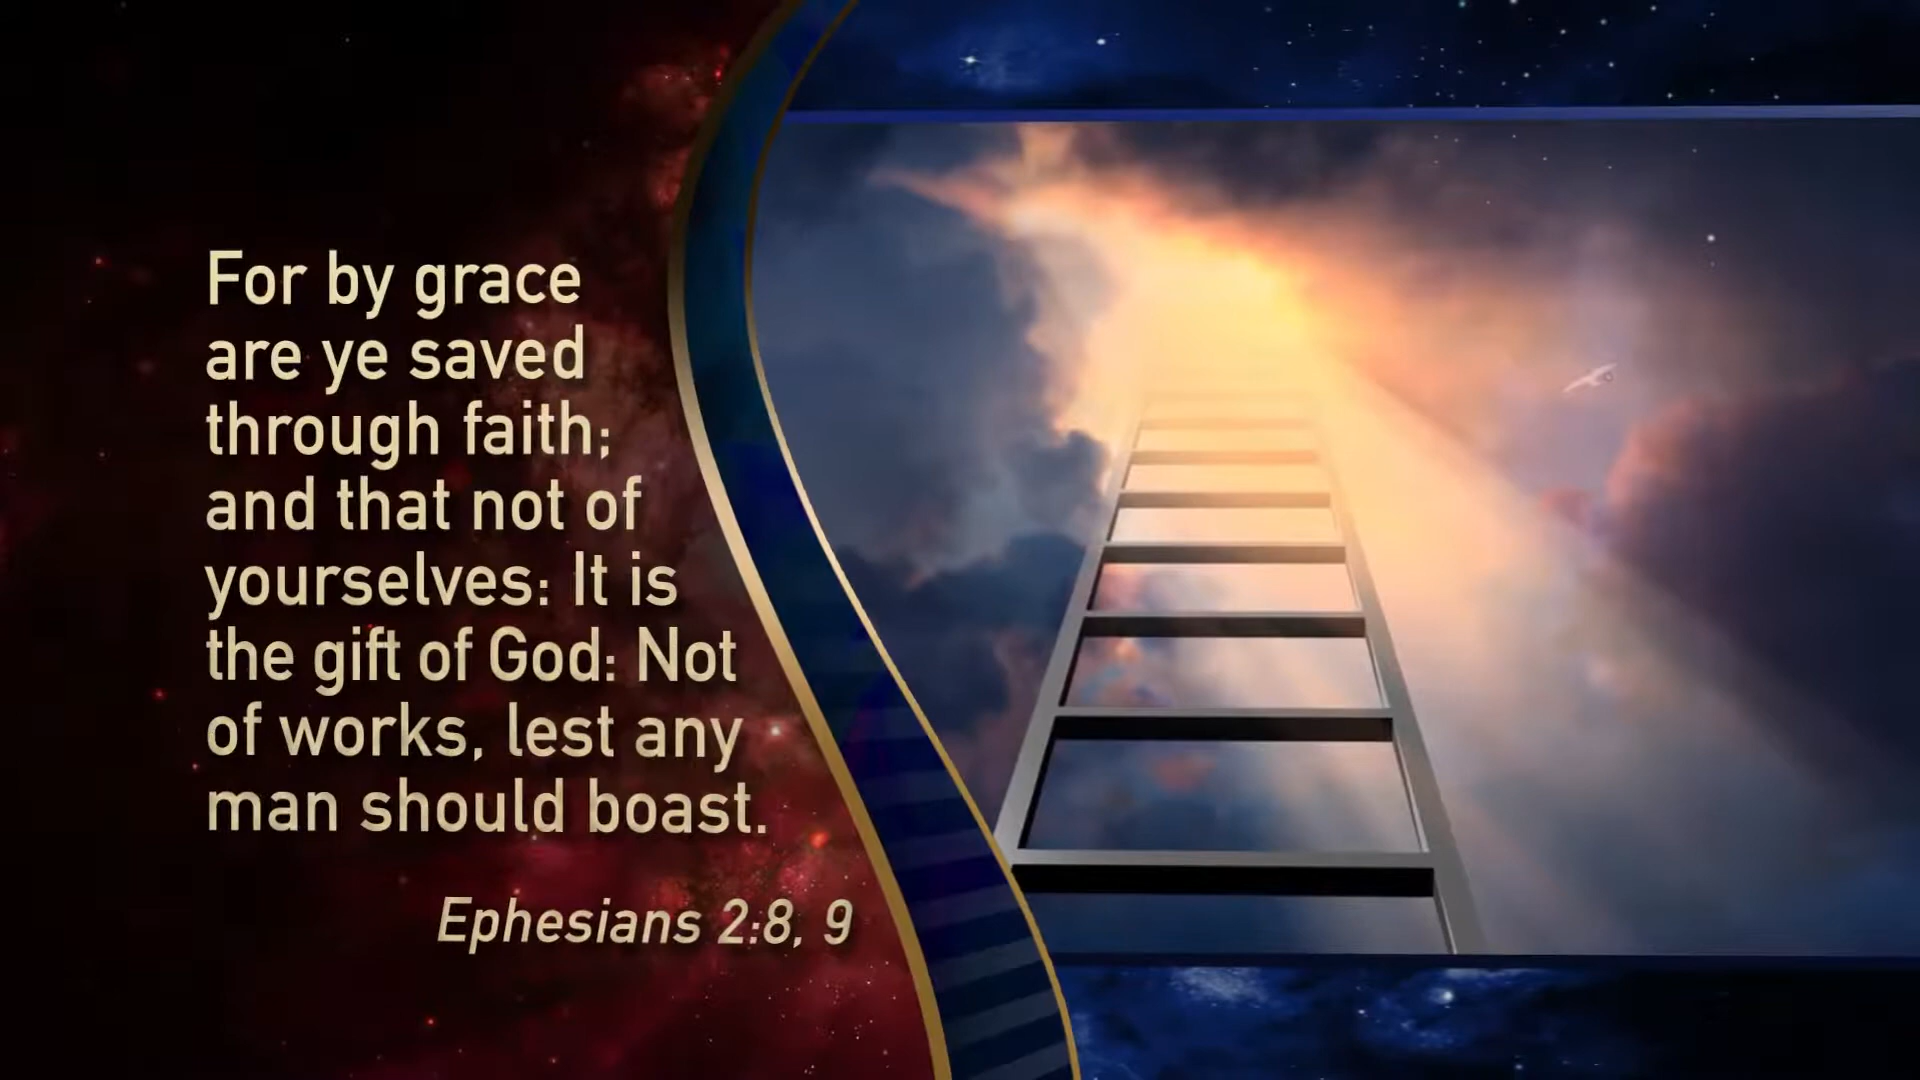 For by grace
are ye saved
through faith;
and that not of
yourselves: It is
the gift of God: Not
of works, lest any
man should boast.
Ephesians 2:8, 9